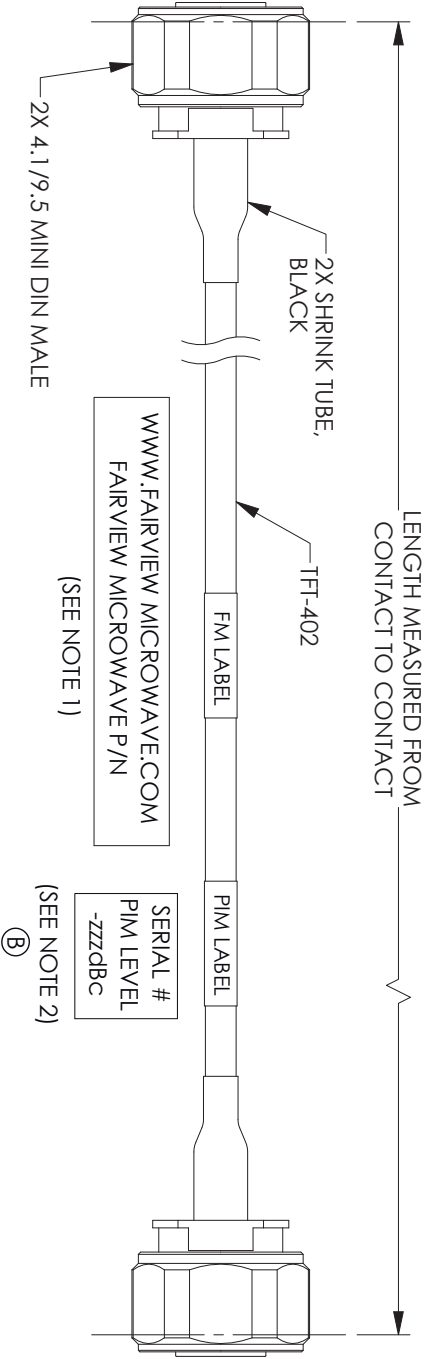 LENGTH MEASURED FROM
CONTACT TO CONTACT
2X SHRINK TUBE,
BLACK
TFT-402
FM LABEL
PIM LABEL
2X 4.1/9.5 MINI DIN MALE
WWW.FAIRVIEW MICROWAVE.COM
FAIRVIEW MICROWAVE P/N
(SEE NOTE 1)
SERIAL #
PIM LEVEL
-zzzdBc
(SEE NOTE 2)
B